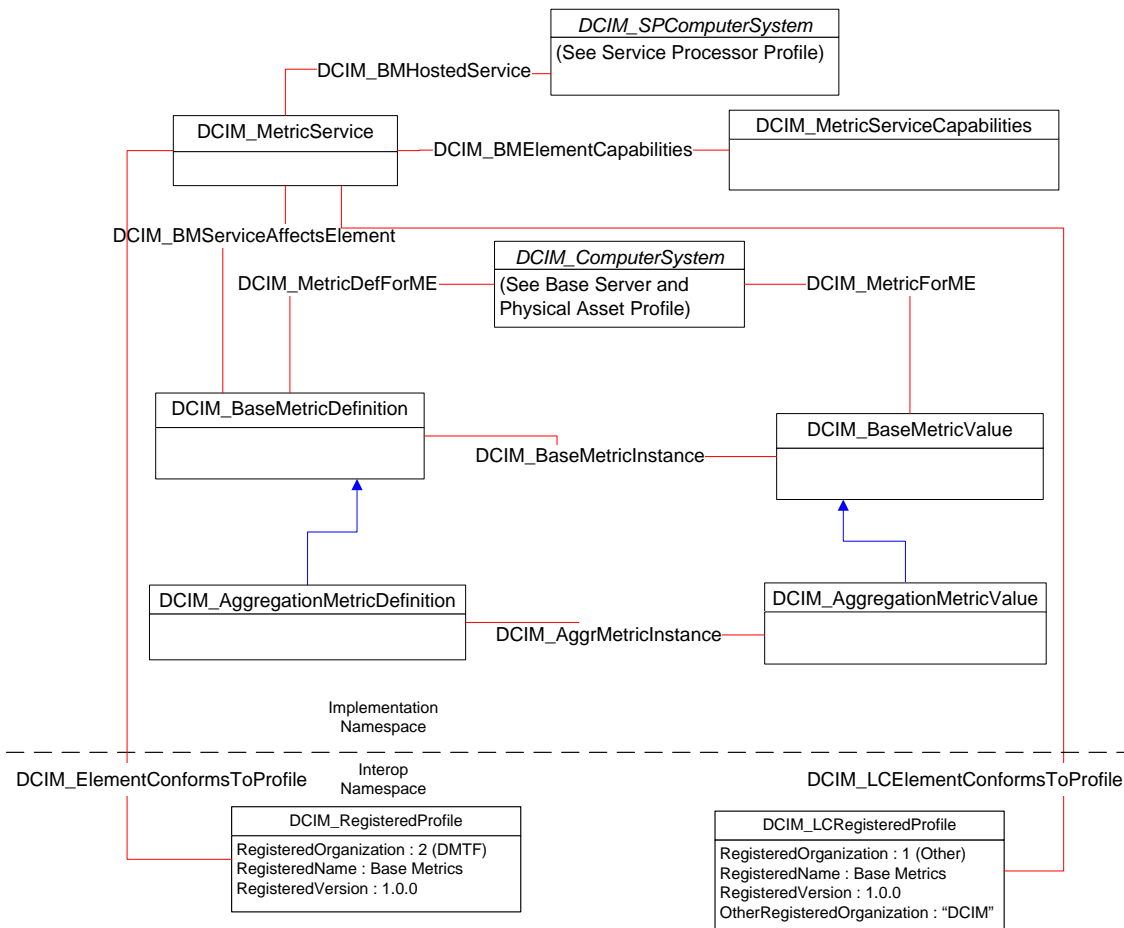 DCIM_SPComputerSystem
(See Service Processor Profile)
DCIM_BMHostedService
DCIM_MetricService
DCIM_MetricServiceCapabilities
DCIM_BMElementCapabilities
DCIM_BMServiceAffectsElement
DCIM_ComputerSystem
(See Base Server and
Physical Asset Profile)
DCIM_MetricDefForME
DCIM_MetricForME
DCIM_BaseMetricDefinition
DCIM_BaseMetricValue
DCIM_BaseMetricInstance
DCIM_AggregationMetricDefinition
DCIM_AggregationMetricValue
DCIM_AggrMetricInstance
Implementation
Namespace
DCIM_ElementConformsToProfile
Interop
Namespace
DCIM_LCElementConformsToProfile
DCIM_RegisteredProfile
RegisteredOrganization : 2 (DMTF)
RegisteredName : Base Metrics
RegisteredVersion : 1.0.0
DCIM_LCRegisteredProfile
RegisteredOrganization : 1 (Other)
RegisteredName : Base Metrics
RegisteredVersion : 1.0.0
OtherRegisteredOrganization : “DCIM”